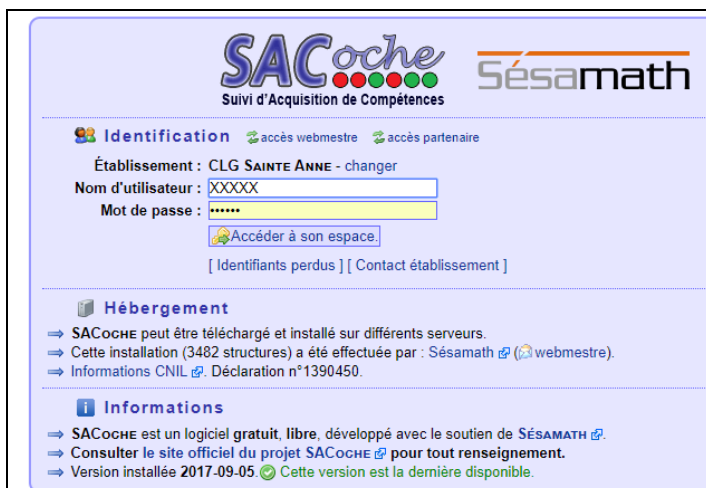 SACoche
Sésamath
Suivi d'Acquisition de Compétences
Identification accès webmestre accès partenaire
Établissement : CLG SAINTE ANNE - changer
Nom d'utilisateur : XXXXX
Mot de passe : ••••••
Accéder à son espace.
[ Identifiants perdus ] [ Contact établissement ]
Hébergement
⇒ SACOCHE peut être téléchargé et installé sur différents serveurs.
⇒ Cette installation (3482 structures) a été effectuée par : Sésamath (webmestre).
⇒ Informations CNIL. Déclaration n°1390450.
Informations
⇒ SACOCHE est un logiciel gratuit, libre, développé avec le soutien de SÉSAMATH.
⇒ Consulter le site officiel du projet SACOCHE pour tout renseignement.
⇒ Version installée 2017-09-05. Cette version est la dernière disponible.